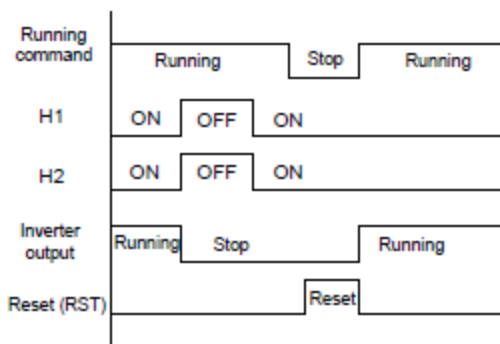 Running
command
Running Stop Running
H1 ON OFF ON
H2 ON OFF ON
Inverter
output
Running Stop Running
Reset (RST) Reset